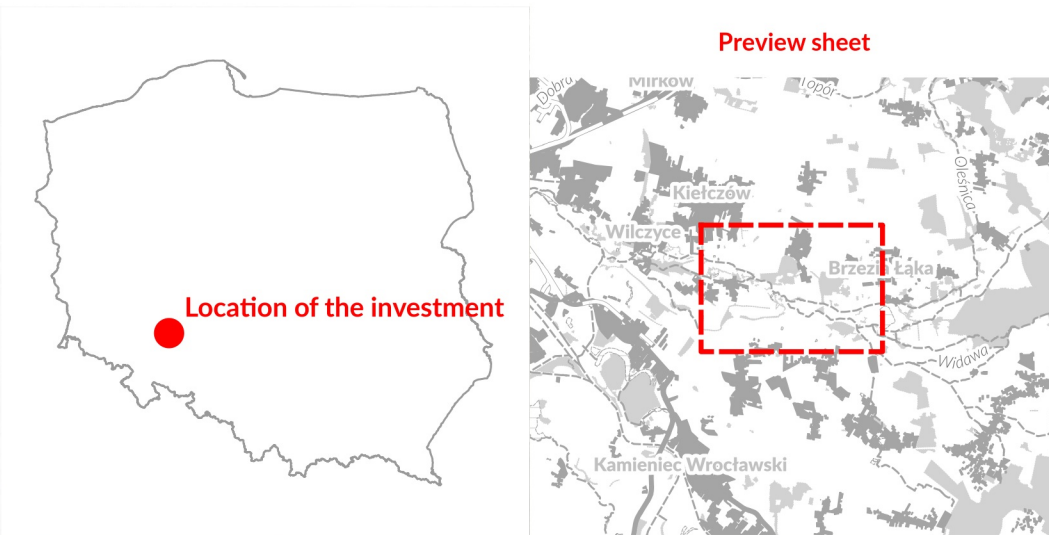 Preview sheet
Location of the investment
Mirków
Dobra
Topór
Oleśnica
Kiełczów
Wilczyce
Brzezia Łąka
Widawa
Kamieniec Wrocławski